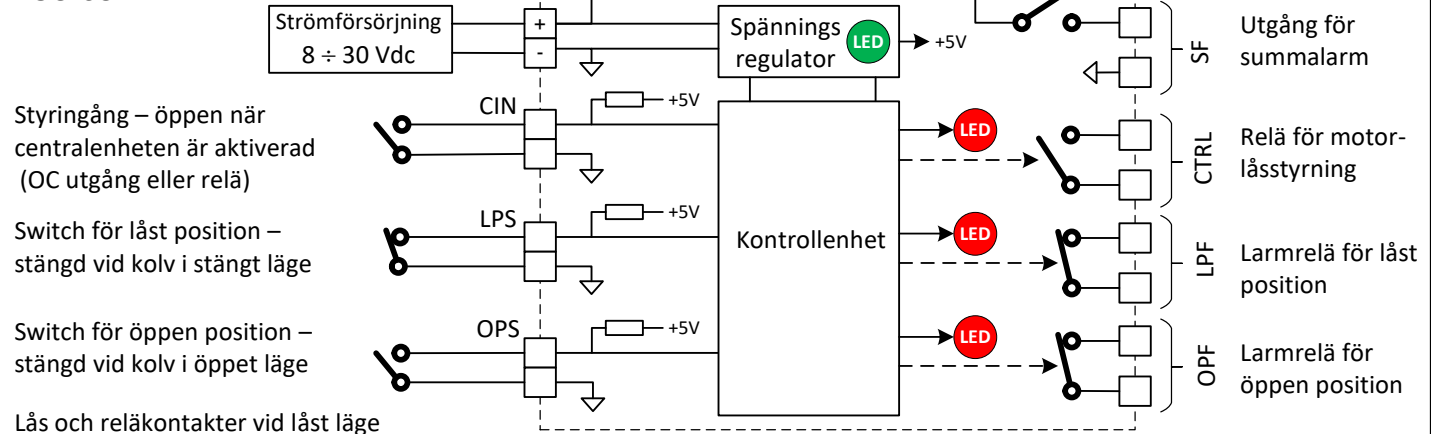 Strömförsörjning
8 ÷ 30 Vdc
+
-
Spännings
regulator
LED
+5V
SF
Utgång för
summalarm
Styringång – öppen när
centralenheten är aktiverad
(OC utgång eller relä)
CIN
+5V
LED
CTRL
Relä för motor-
låsstyrning
Switch för låst position –
stängd vid kolv i stängt läge
LPS
+5V
Kontrollenhet
LED
LPF
Larmrelä för låst
position
Switch för öppen position –
stängd vid kolv i öppet läge
OPS
+5V
LED
OPF
Larmrelä för
öppen position
Lås och reläkontakter vid låst läge